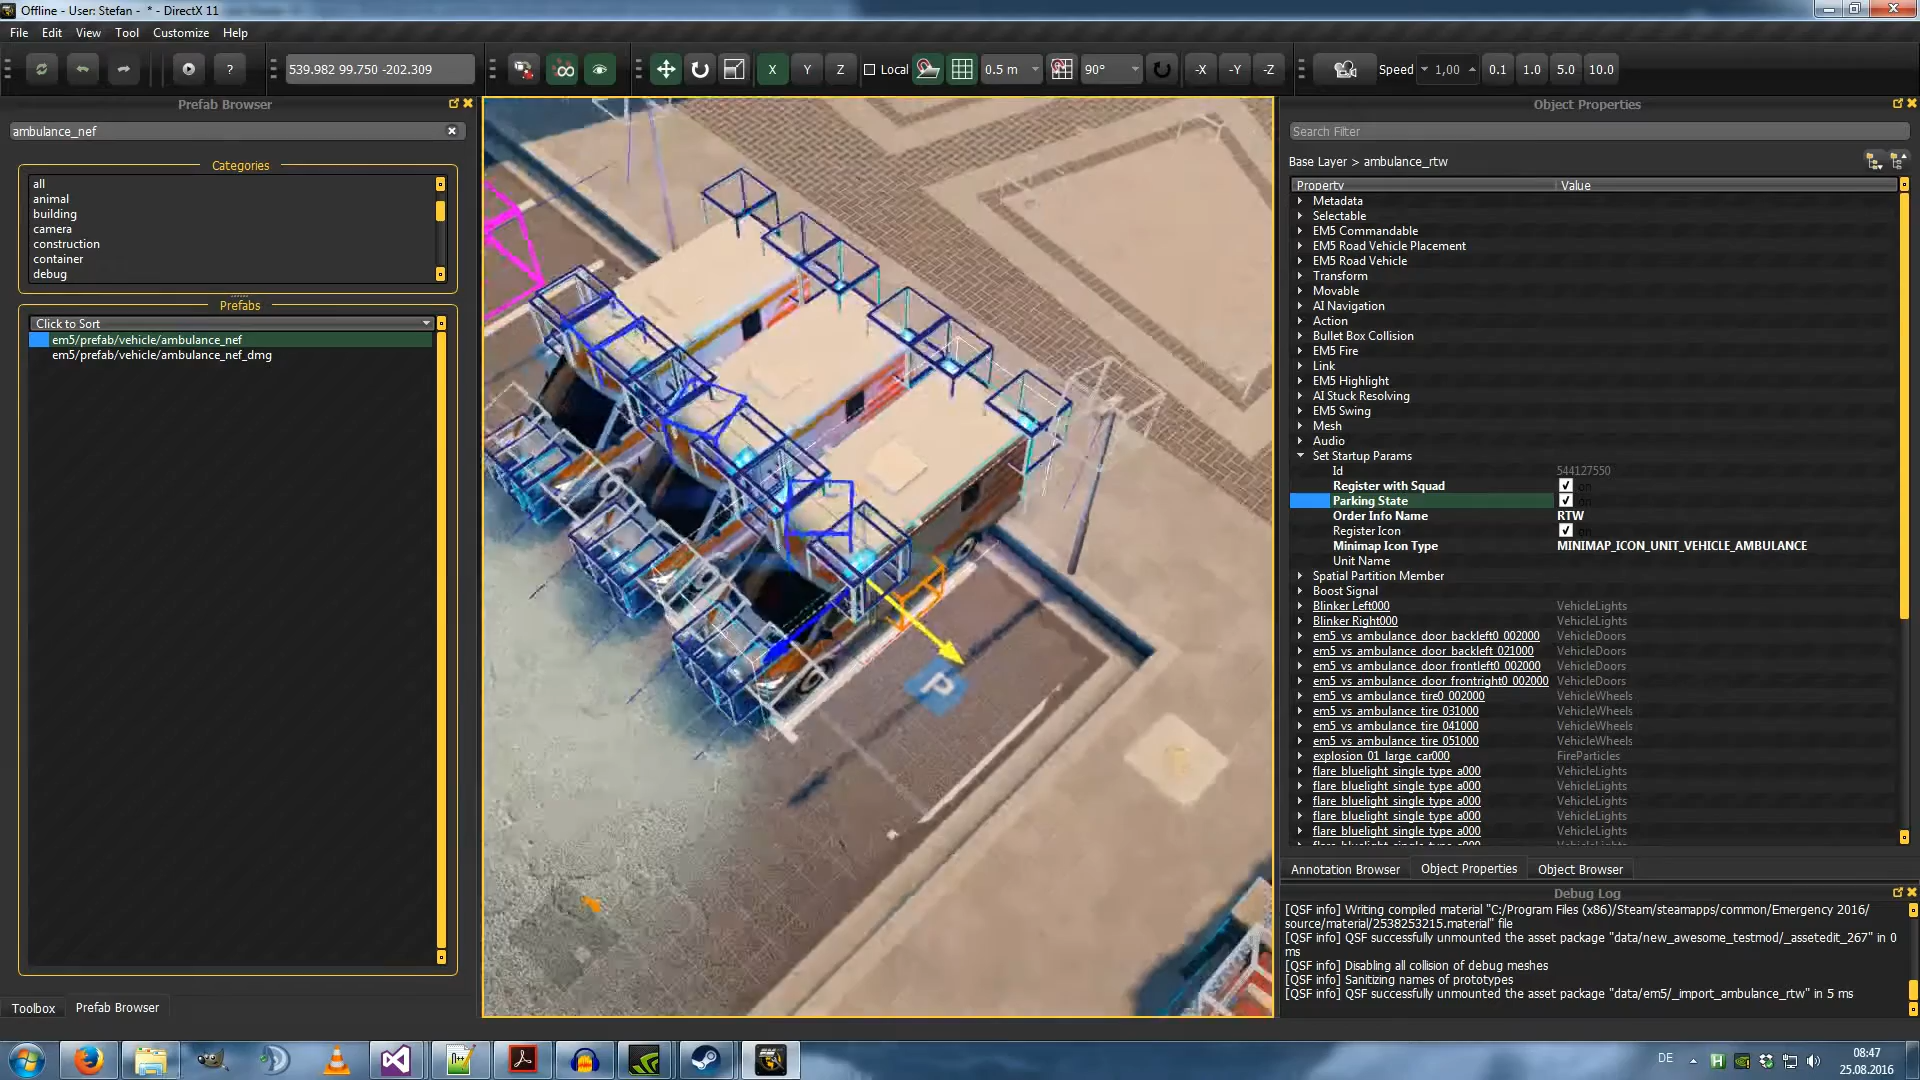 Offline - User: Stefan -  * - DirectX 11
File Edit View Tool Customize Help
? 539.982 99.750 -202.309 X Y Z Local 0.5 m 90° -X -Y -Z Speed 1,00 0.1 1.0 5.0 10.0
Prefab Browser
ambulance_nef
Categories
all
animal
building
camera
construction
container
debug
Prefabs
Click to Sort
em5/prefab/vehicle/ambulance_nef
em5/prefab/vehicle/ambulance_nef_dmg
Toolbox Prefab Browser
P
Object Properties
Search Filter
Base Layer > ambulance_rtw
Property Value
Metadata
Selectable
EM5 Commandable
EM5 Road Vehicle Placement
EM5 Road Vehicle
Transform
Movable
AI Navigation
Action
Bullet Box Collision
EM5 Fire
Link
EM5 Highlight
AI Stuck Resolving
EM5 Swing
Mesh
Audio
Set Startup Params
Id 544127550
Register with Squad on
Parking State on
Order Info Name RTW
Register Icon on
Minimap Icon Type MINIMAP_ICON_UNIT_VEHICLE_AMBULANCE
Unit Name
Spatial Partition Member
Boost Signal
Blinker Left000 VehicleLights
Blinker Right000 VehicleLights
em5_vs_ambulance_door_backleft0_002000 VehicleDoors
em5_vs_ambulance_door_backleft_021000 VehicleDoors
em5_vs_ambulance_door_frontleft0_002000 VehicleDoors
em5_vs_ambulance_door_frontright0_002000 VehicleDoors
em5_vs_ambulance_tire0_002000 VehicleWheels
em5_vs_ambulance_tire_031000 VehicleWheels
em5_vs_ambulance_tire_041000 VehicleWheels
em5_vs_ambulance_tire_051000 VehicleWheels
explosion_01_large_car000 FireParticles
flare_bluelight_single_type_a000 VehicleLights
flare_bluelight_single_type_a000 VehicleLights
flare_bluelight_single_type_a000 VehicleLights
flare_bluelight_single_type_a000 VehicleLights
flare_bluelight_single_type_a000 VehicleLights
Annotation Browser Object Properties Object Browser
Debug Log
[QSF info] Writing compiled material "C:/Program Files (x86)/Steam/steamapps/common/Emergency 2016/
source/material/2538253215.material" file
[QSF info] QSF successfully unmounted the asset package "data/new_awesome_testmod/_assetedit_267" in 0
ms
[QSF info] Disabling all collision of debug meshes
[QSF info] Sanitizing names of prototypes
[QSF info] QSF successfully unmounted the asset package "data/em5/_import_ambulance_rtw" in 5 ms
DE 08:47
25.08.2016